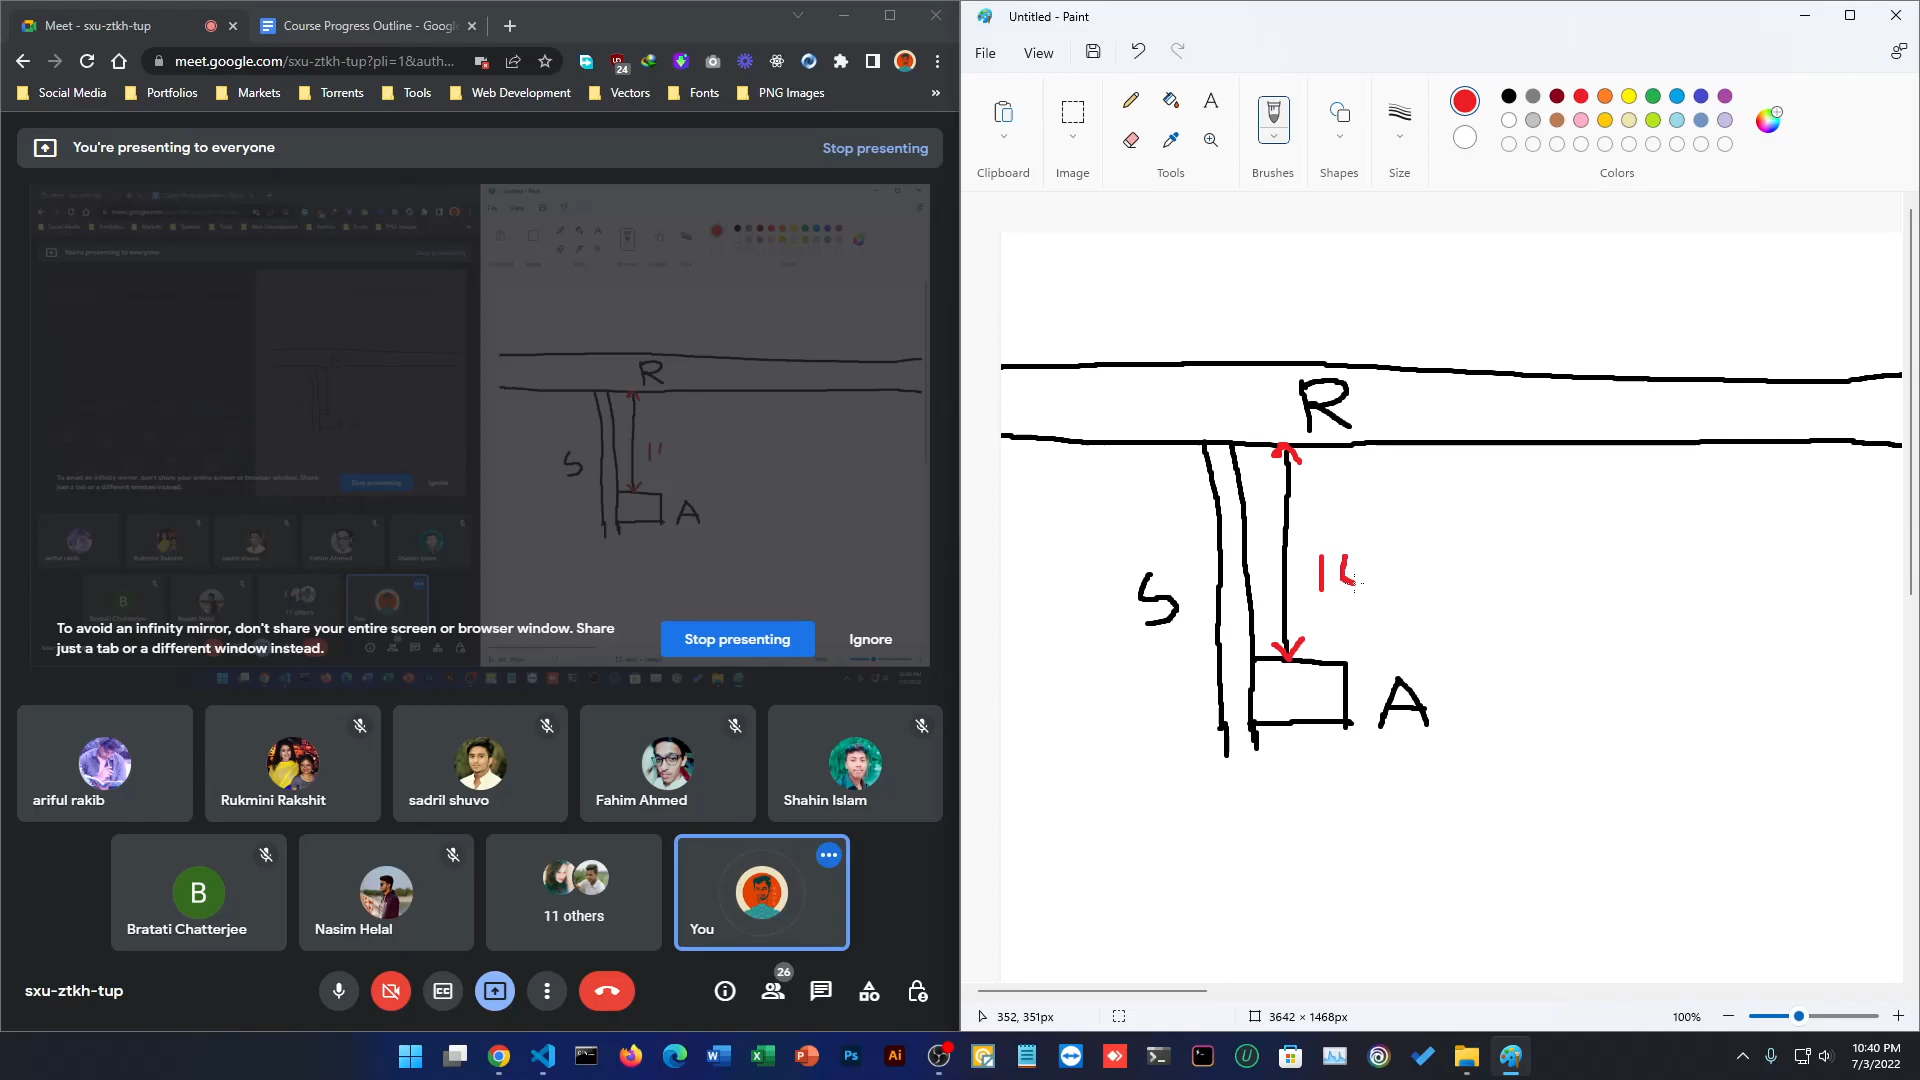 Meet - sxu-ztkh-tup
Course Progress Outline - Google
meet.google.com/sxu-ztkh-tup?pli=1&auth...
24
Social Media
Portfolios
Markets
Torrents
Tools
Web Development
Vectors
Fonts
PNG Images
»
You're presenting to everyone
Stop presenting
R
S
A
To avoid an infinity mirror, don't share your entire screen or browser window. Share
just a tab or a different window instead.
Stop presenting
Ignore
ariful rakib
Rukmini Rakshit
sadril shuvo
Fahim Ahmed
Shahin Islam
B
Bratati Chatterjee
Nasim Helal
11 others
You
sxu-ztkh-tup
26
Untitled - Paint
File
View
Clipboard
Image
Tools
Brushes
Shapes
Size
Colors
R
S
A
352, 351px
3642 × 1468px
100%
10:40 PM
7/3/2022